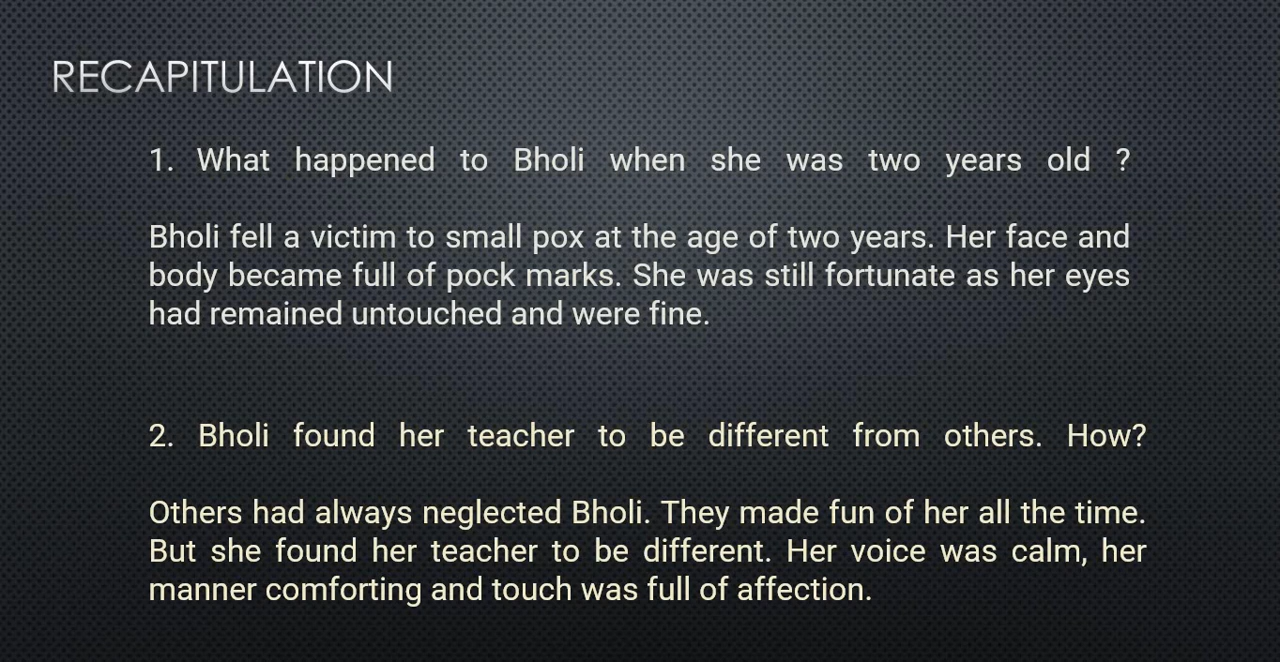 RECAPITULATION
1. What happened to Bholi when she was two years old ?
Bholi fell a victim to small pox at the age of two years. Her face and
body became full of pock marks. She was still fortunate as her eyes
had remained untouched and were fine.
2. Bholi found her teacher to be different from others. How?
Others had always neglected Bholi. They made fun of her all the time.
But she found her teacher to be different. Her voice was calm, her
manner comforting and touch was full of affection.